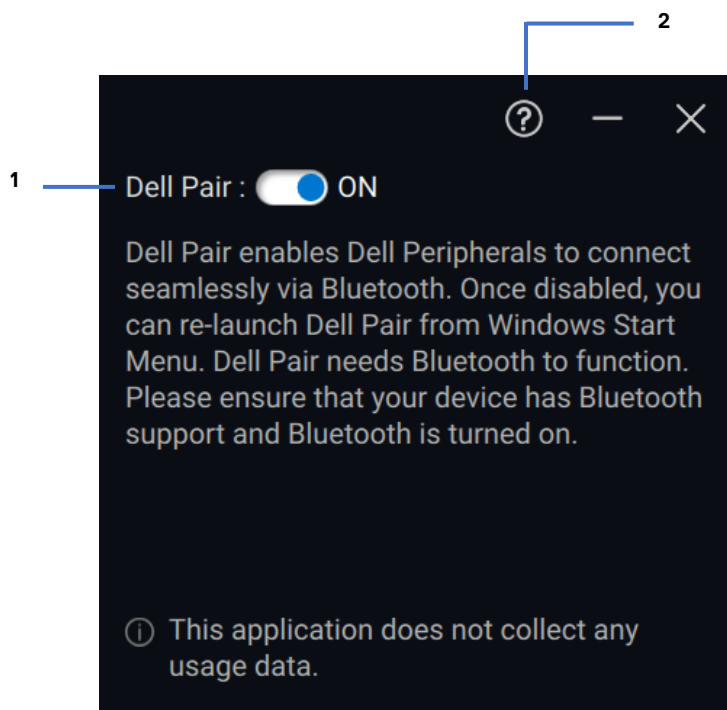 2
1
Dell Pair : ON
Dell Pair enables Dell Peripherals to connect
seamlessly via Bluetooth. Once disabled, you
can re-launch Dell Pair from Windows Start
Menu. Dell Pair needs Bluetooth to function.
Please ensure that your device has Bluetooth
support and Bluetooth is turned on.
This application does not collect any
usage data.